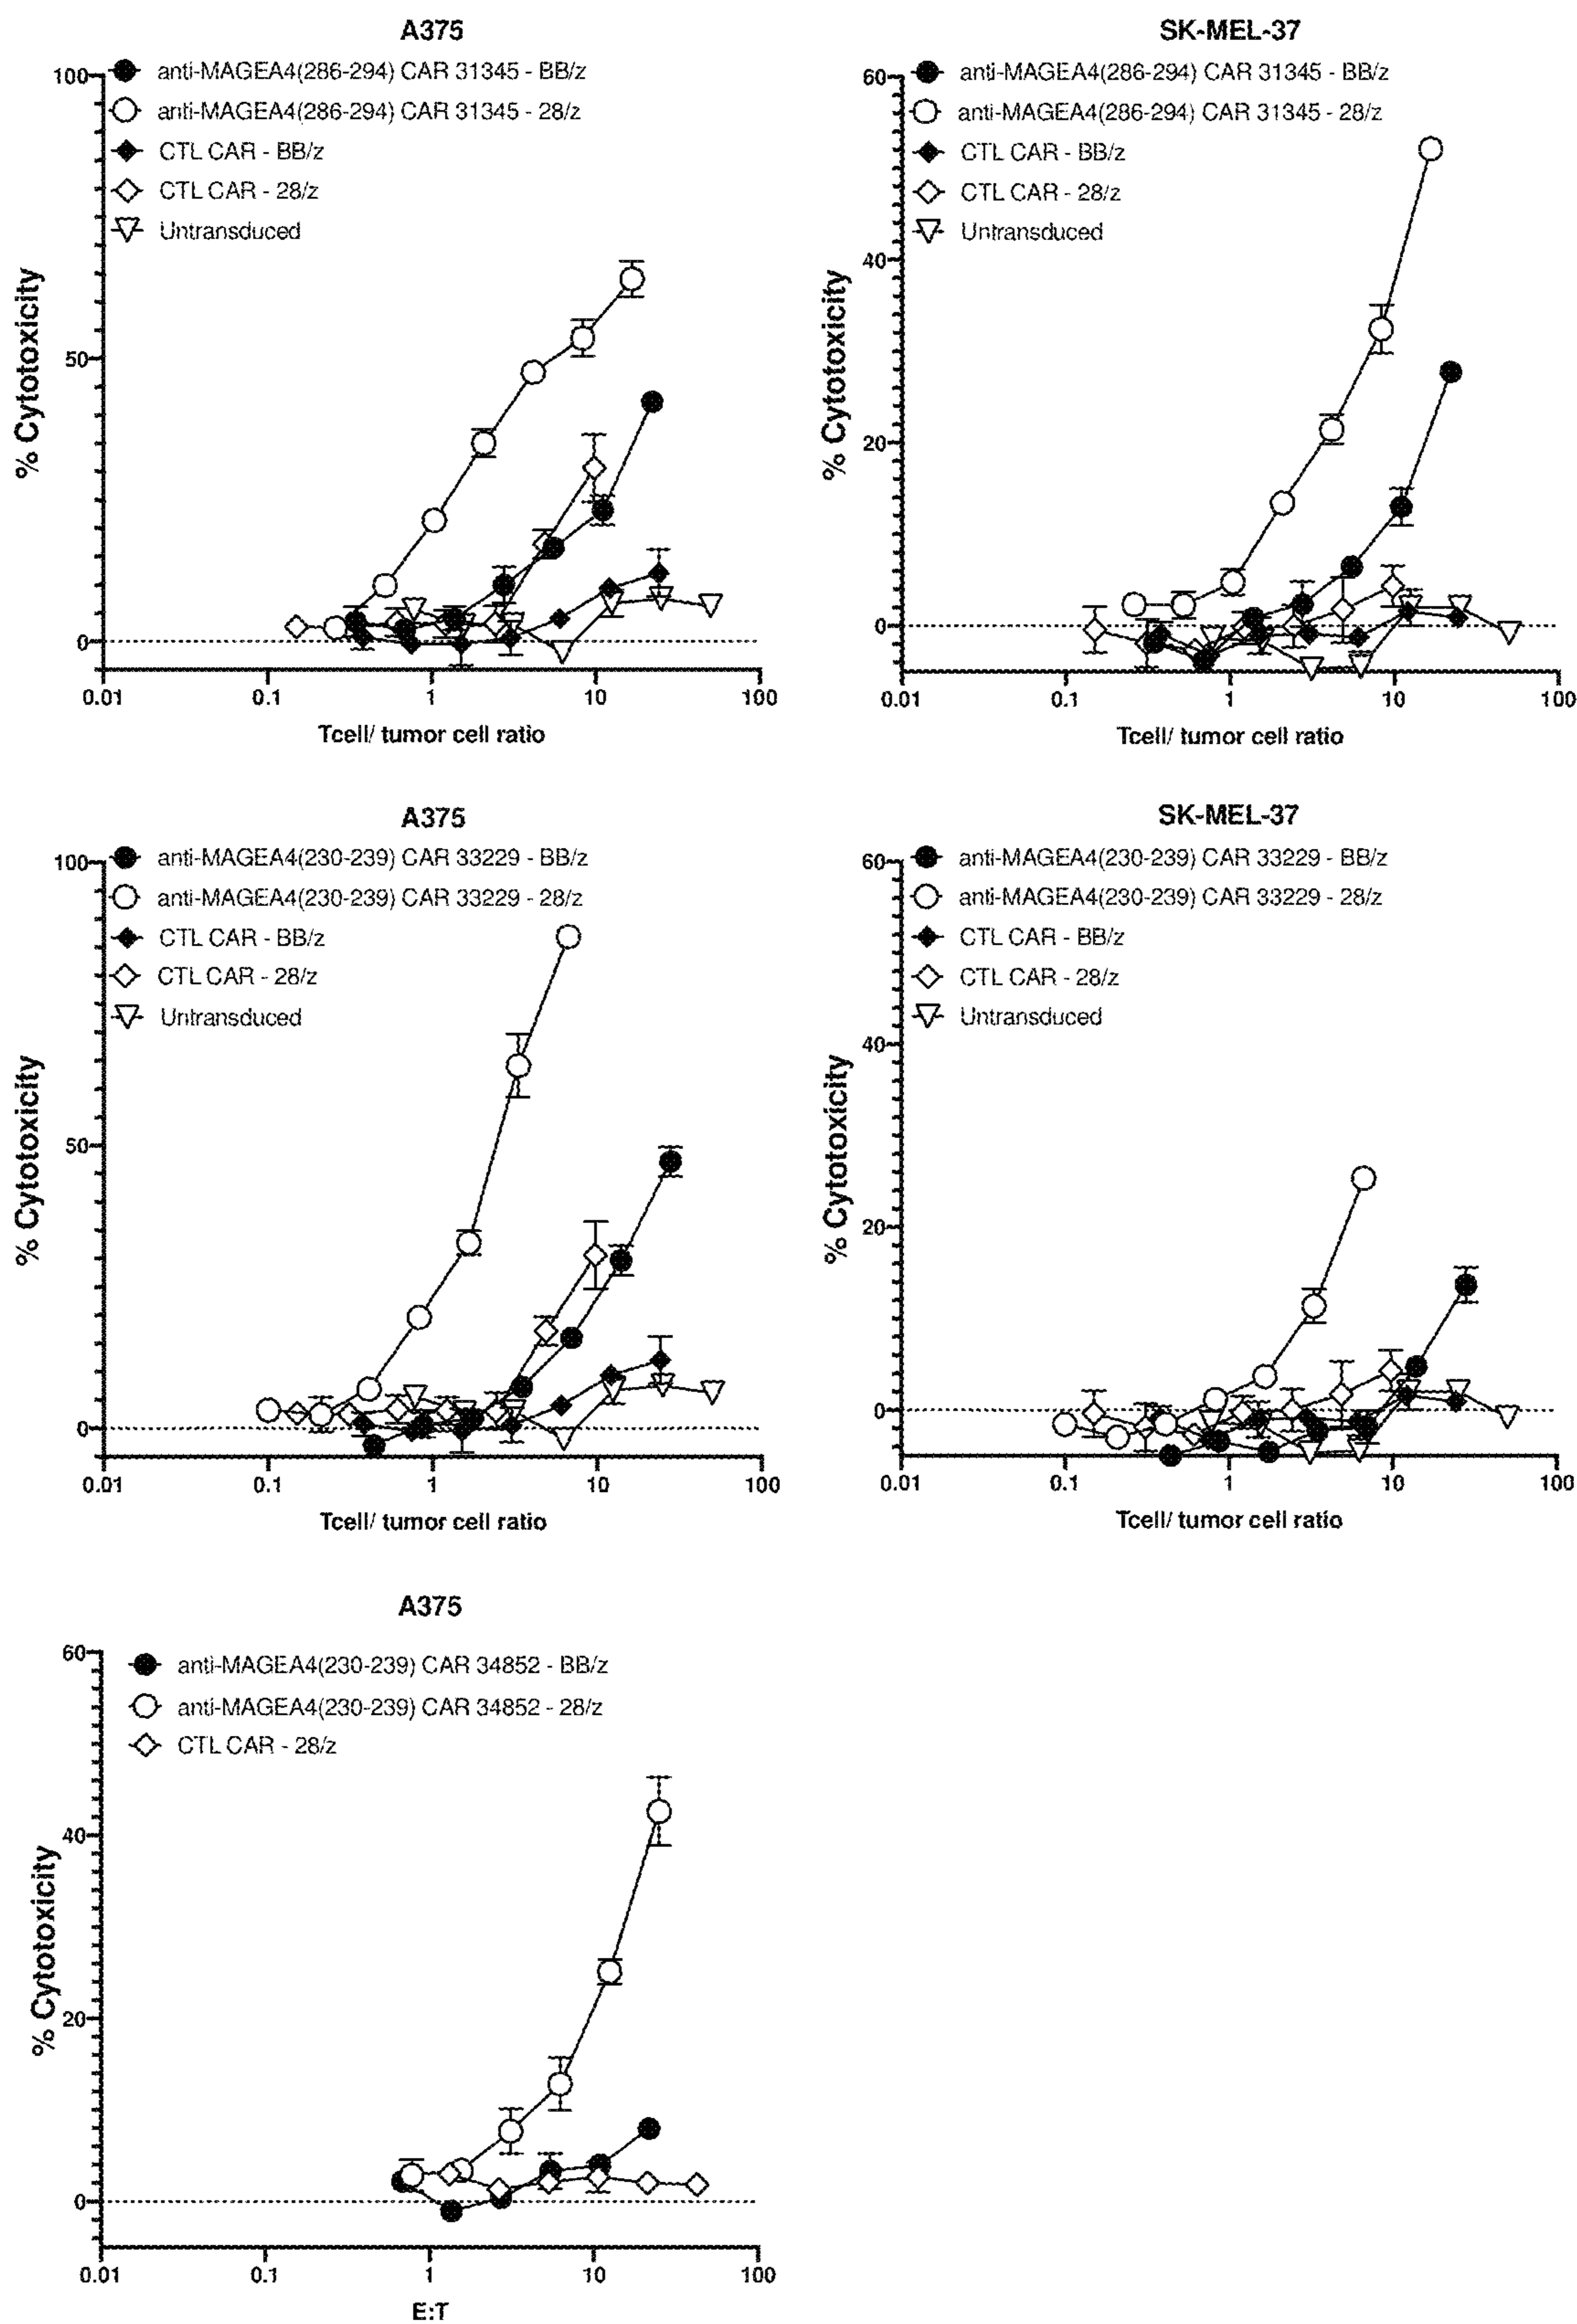 A375
100
anti-MAGEA4(286-294) CAR 31345 - BB/z
anti-MAGEA4(286-294) CAR 31345 - 28/z
CTL CAR - BB/z
CTL CAR - 28/z
Untransduced
% Cytotoxicity
50
0
0.01 0.1 1 10 100
Tcell/ tumor cell ratio
SK-MEL-37
60
anti-MAGEA4(286-294) CAR 31345 - BB/z
anti-MAGEA4(286-294) CAR 31345 - 28/z
CTL CAR - BB/z
CTL CAR - 28/z
Untransduced
% Cytotoxicity
40
20
0
0.01 0.1 1 10 100
Tcell/ tumor cell ratio
A375
100
anti-MAGEA4(230-239) CAR 33229 - BB/z
anti-MAGEA4(230-239) CAR 33229 - 28/z
CTL CAR - BB/z
CTL CAR - 28/z
Untransduced
% Cytotoxicity
50
0
0.01 0.1 1 10 100
Tcell/ tumor cell ratio
SK-MEL-37
60
anti-MAGEA4(230-239) CAR 33229 - BB/z
anti-MAGEA4(230-239) CAR 33229 - 28/z
CTL CAR - BB/z
CTL CAR - 28/z
Untransduced
% Cytotoxicity
40
20
0
0.01 0.1 1 10 100
Tcell/ tumor cell ratio
A375
60
anti-MAGEA4(230-239) CAR 34852 - BB/z
anti-MAGEA4(230-239) CAR 34852 - 28/z
CTL CAR - 28/z
% Cytotoxicity
40
20
0
0.01 0.1 1 10 100
E:T